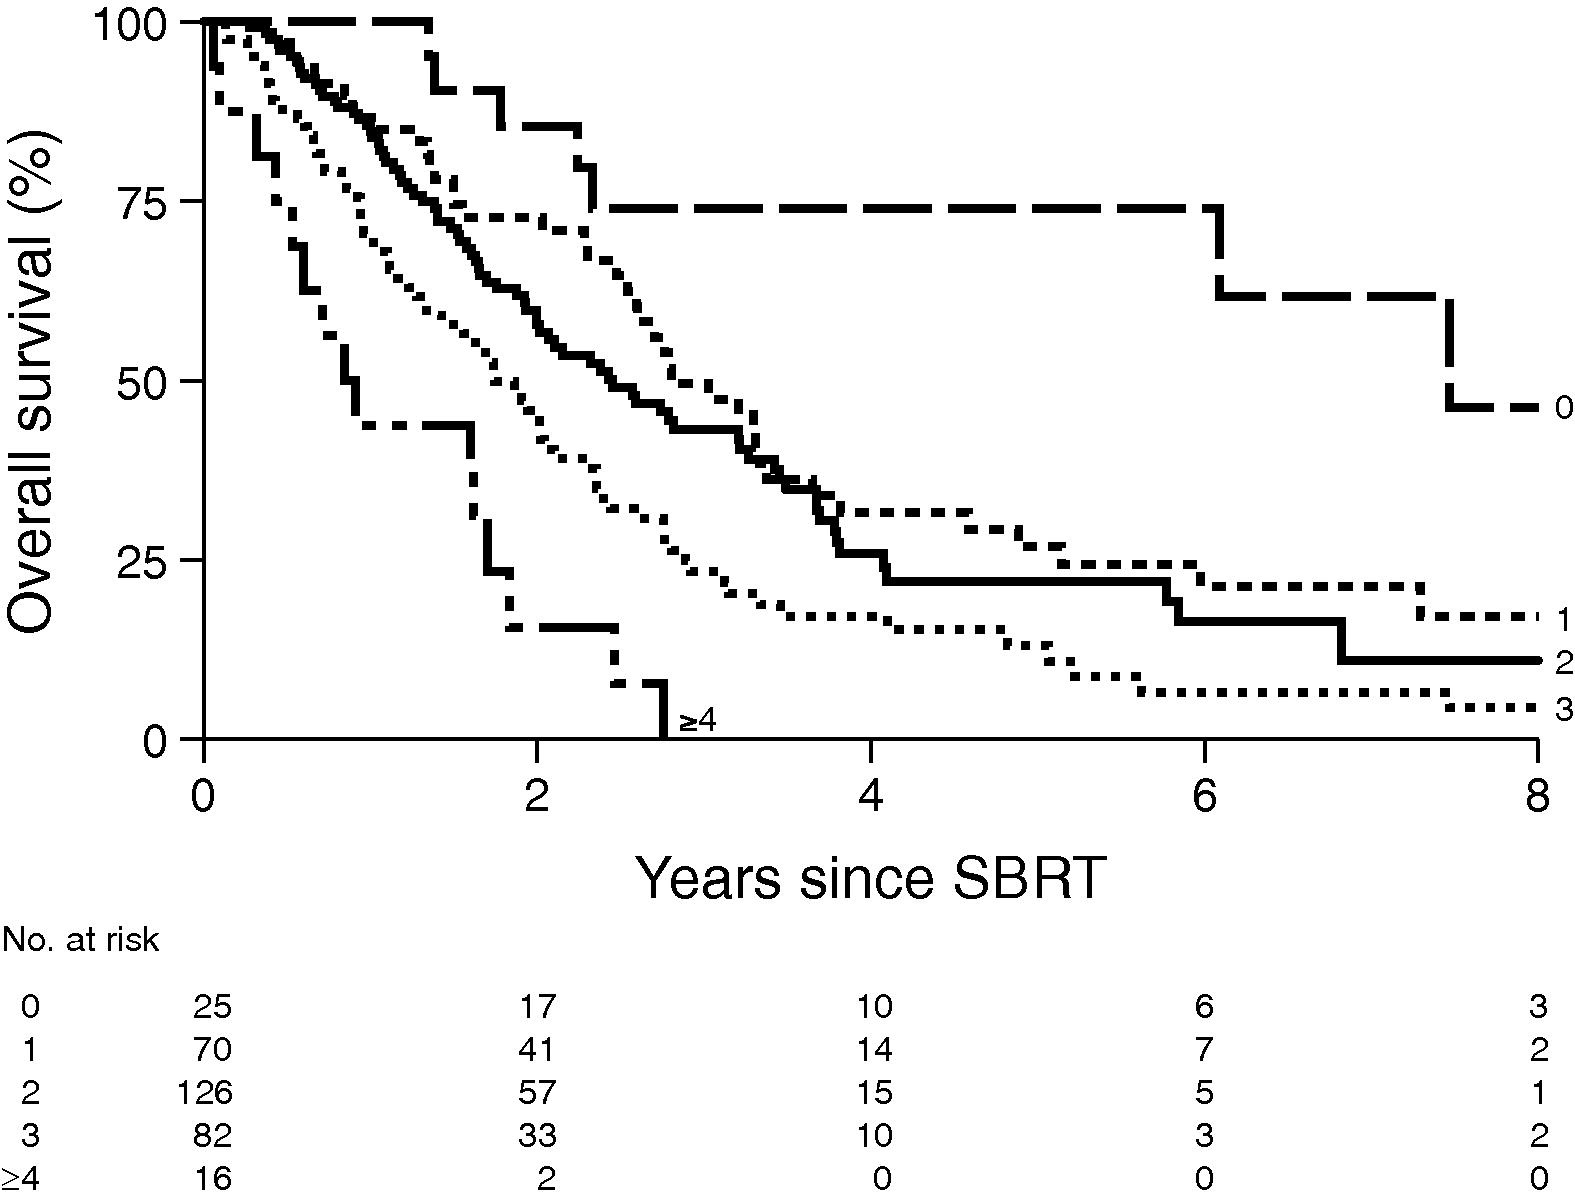 Overall survival (%)
100
75
50
25
0
0
1
2
3
≥4
0 2 4 6 8
Years since SBRT
No. at risk
0 25 17 10 6 3
1 70 41 14 7 2
2 126 57 15 5 1
3 82 33 10 3 2
≥4 16 2 0 0 0